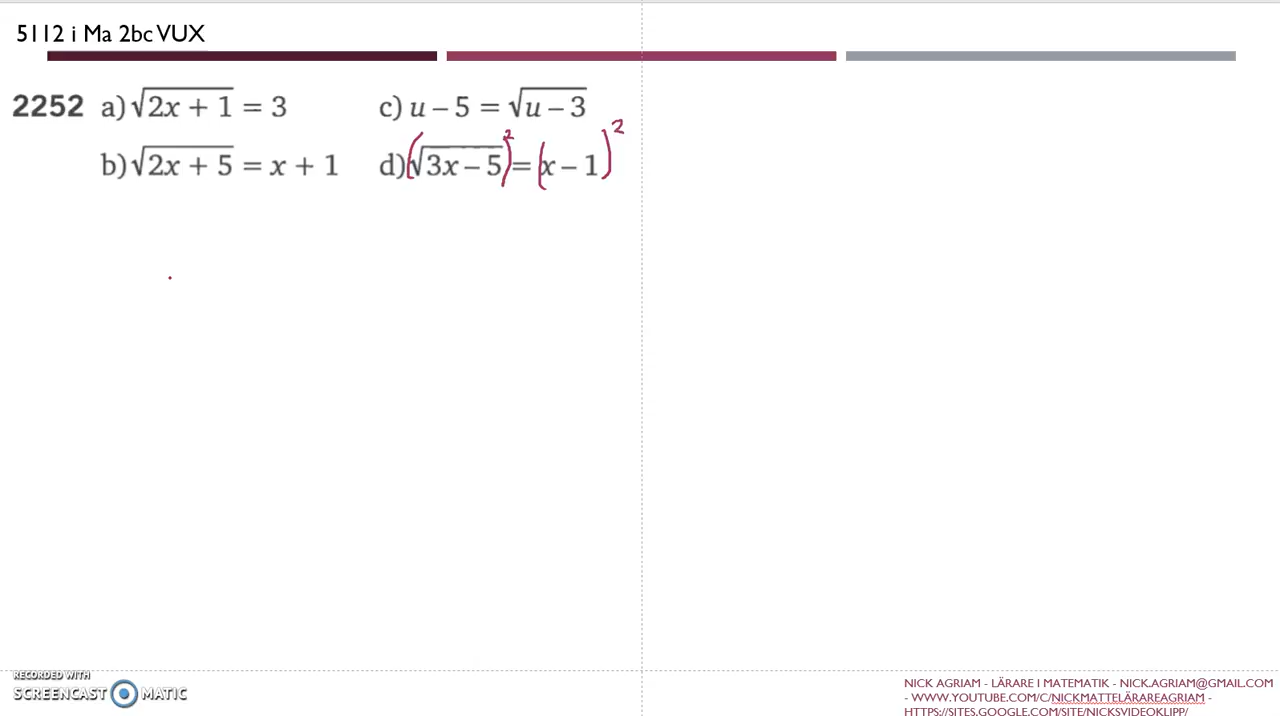 5112 i Ma 2bc VUX
2252 a) √2x + 1 = 3 c) u – 5 = √u – 3
b) √2x + 5 = x + 1 d) (√3x – 5)² = (x – 1)²
RECORDED WITH
SCREENCAST MATIC
NICK AGRIAM - LÄRARE I MATEMATIK - NICK.AGRIAM@GMAIL.COM
- WWW.YOUTUBE.COM/C/NICKMATTELÄRAREAGRIAM -
HTTPS://SITES.GOOGLE.COM/SITE/NICKSVIDEOKLIPP/